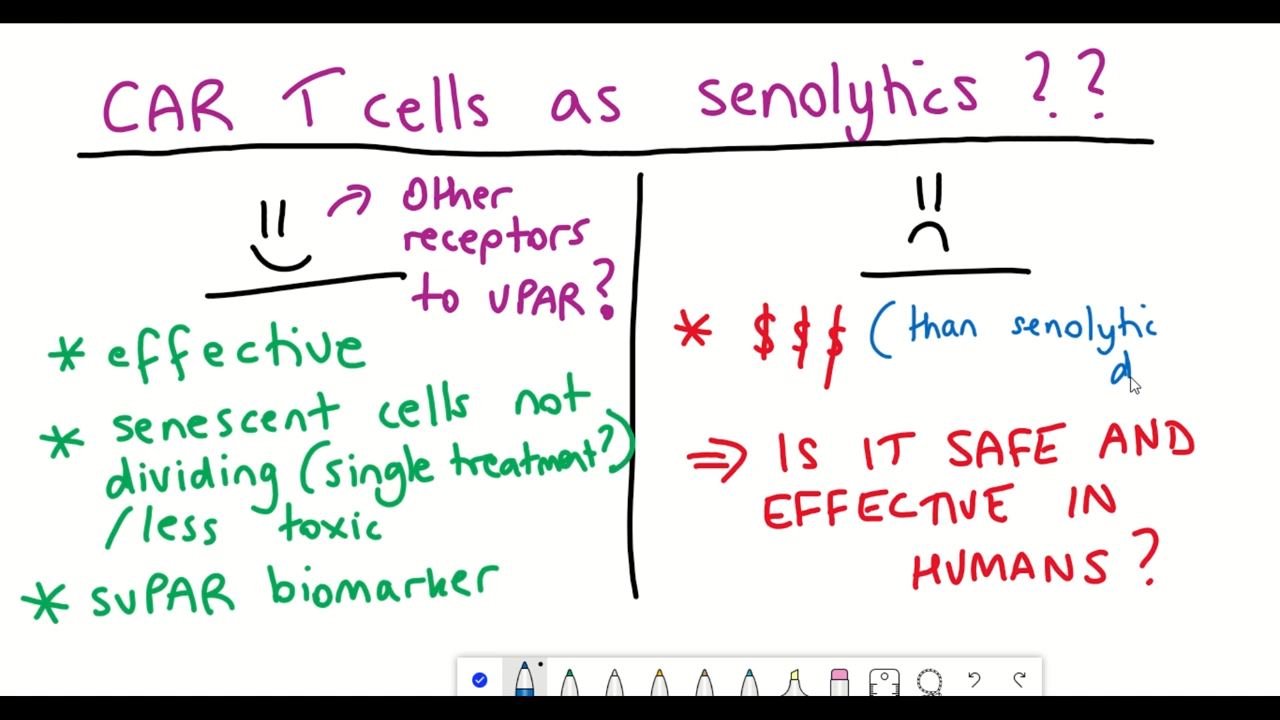 CAR T cells as senolytics ??
Other
receptors
to uPAR?
* effective
* senescent cells not
dividing (single treatment?)
/less toxic
* suPAR biomarker
* $$$ (than senolytic
d
⇒ IS IT SAFE AND
EFFECTIVE IN
HUMANS?